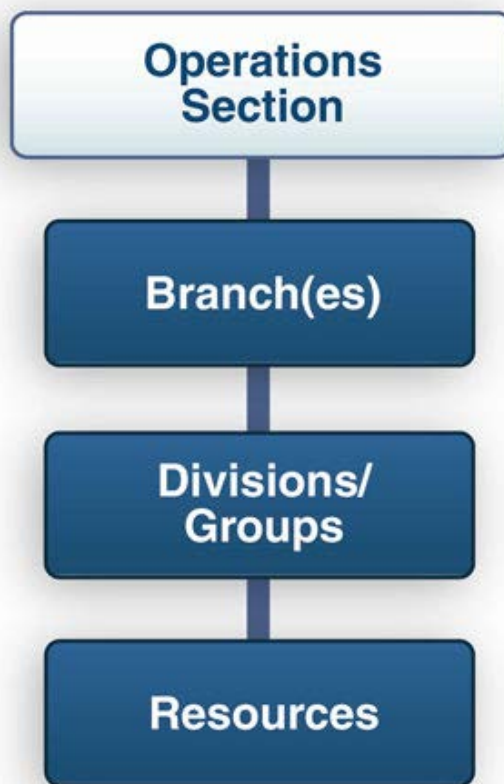 Operations
Section
Branch(es)
Divisions/
Groups
Resources